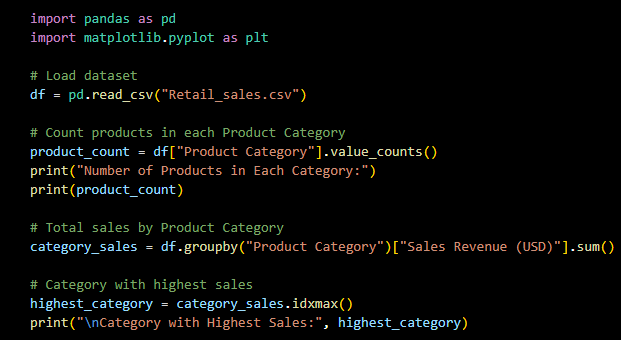 import pandas as pd
import matplotlib.pyplot as plt
# Load dataset
df = pd.read_csv("Retail_sales.csv")
# Count products in each Product Category
product_count = df["Product Category"].value_counts()
print("Number of Products in Each Category:")
print(product_count)
# Total sales by Product Category
category_sales = df.groupby("Product Category")["Sales Revenue (USD)"].sum()
# Category with highest sales
highest_category = category_sales.idxmax()
print("\nCategory with Highest Sales:", highest_category)